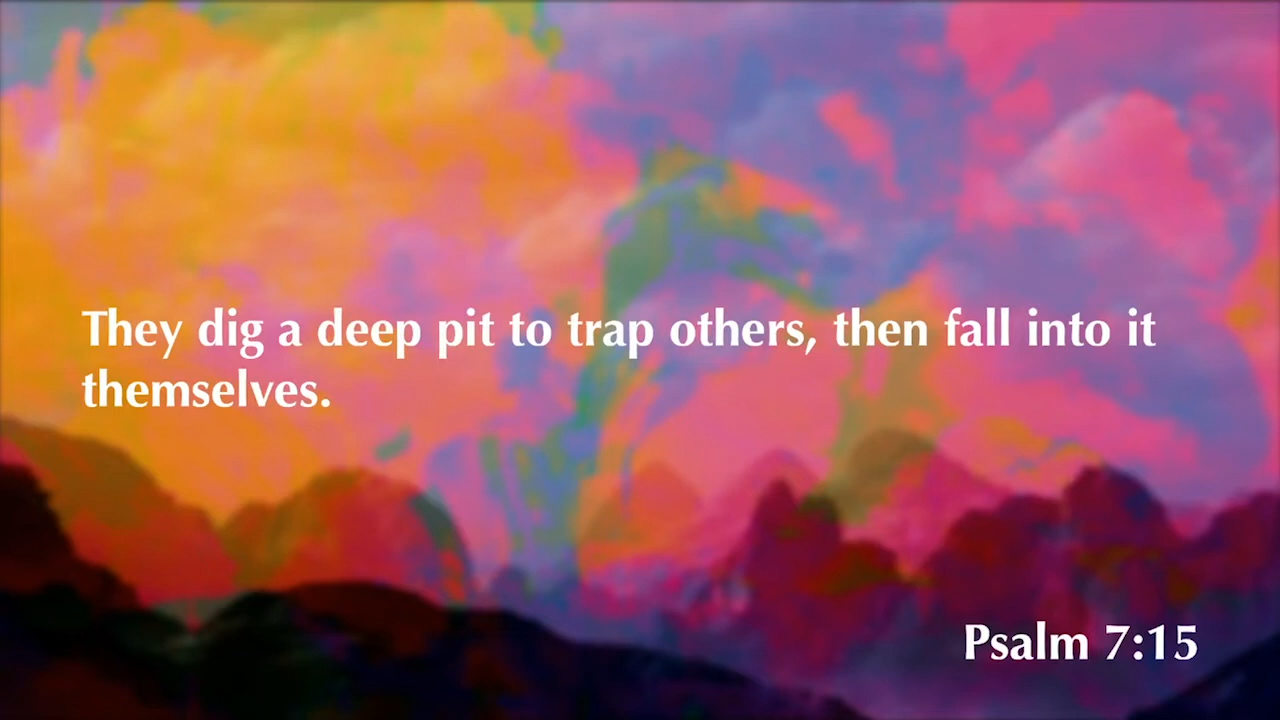 They dig a deep pit to trap others, then fall into it
themselves.
Psalm 7:15